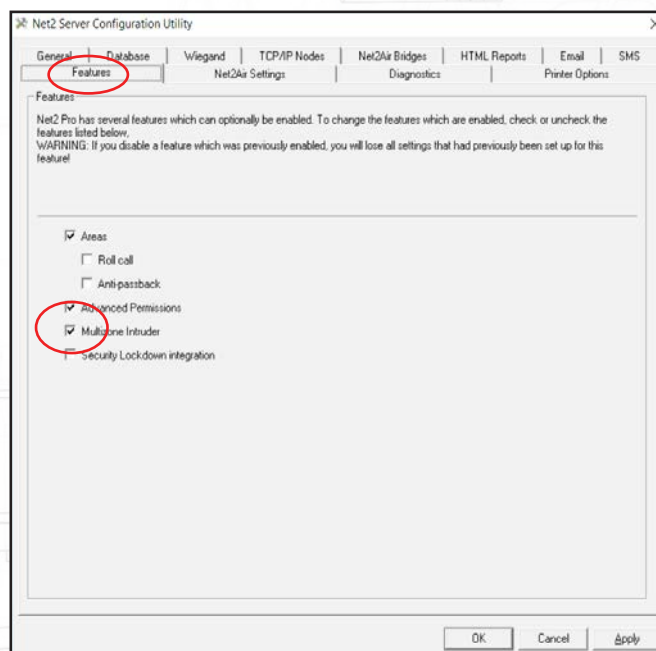 Net2 Server Configuration Utility
General Database Wiegand TCP/IP Nodes Net2Air Bridges HTML Reports Email SMS
Features Net2Air Settings Diagnostics Printer Options
Features
Net2 Pro has several features which can optionally be enabled. To change the features which are enabled, check or uncheck the
features listed below,
WARNING: If you disable a feature which was previously enabled, you will lose all settings that had previously been set up for this
feature!
Areas
Roll call
Anti-passback
Advanced Permissions
Multizone Intruder
Security Lockdown integration
OK Cancel Apply